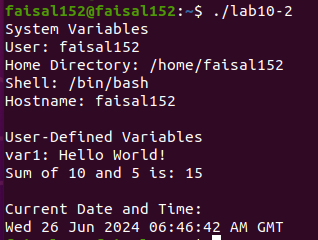 faisal152@faisal152:~$ ./lab10-2
System Variables
User: faisal152
Home Directory: /home/faisal152
Shell: /bin/bash
Hostname: faisal152

User-Defined Variables
var1: Hello World!
Sum of 10 and 5 is: 15

Current Date and Time:
Wed 26 Jun 2024 06:46:42 AM GMT